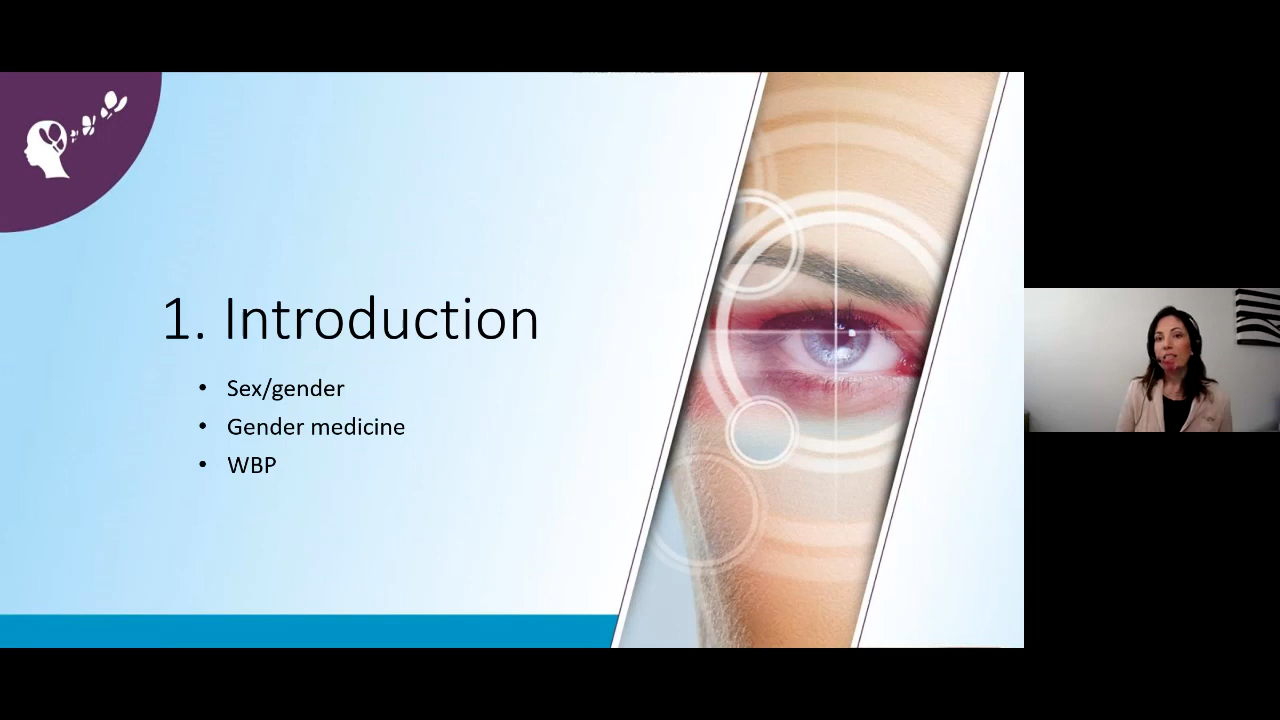 1. Introduction
• Sex/gender
• Gender medicine
• WBP